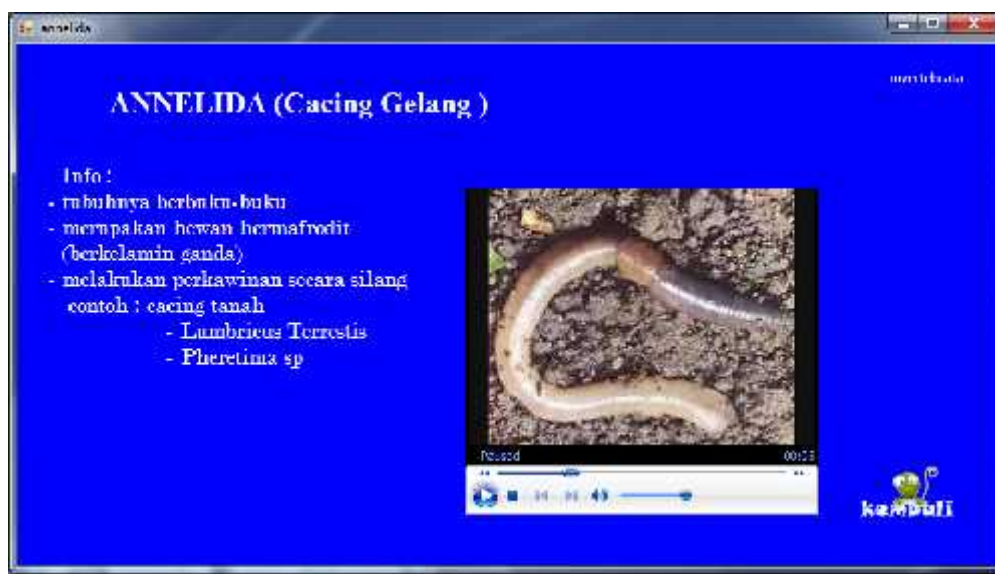 annelida
invertebrata
ANNELIDA (Cacing Gelang )
Info :
- tubuhnya berbuku-buku
- merupakan hewan hermafrodit
(berkelamin ganda)
- melakukan perkawinan secara silang
contoh : cacing tanah
- Lumbricus Terrestis
- Pheretima sp
Paused
kembali